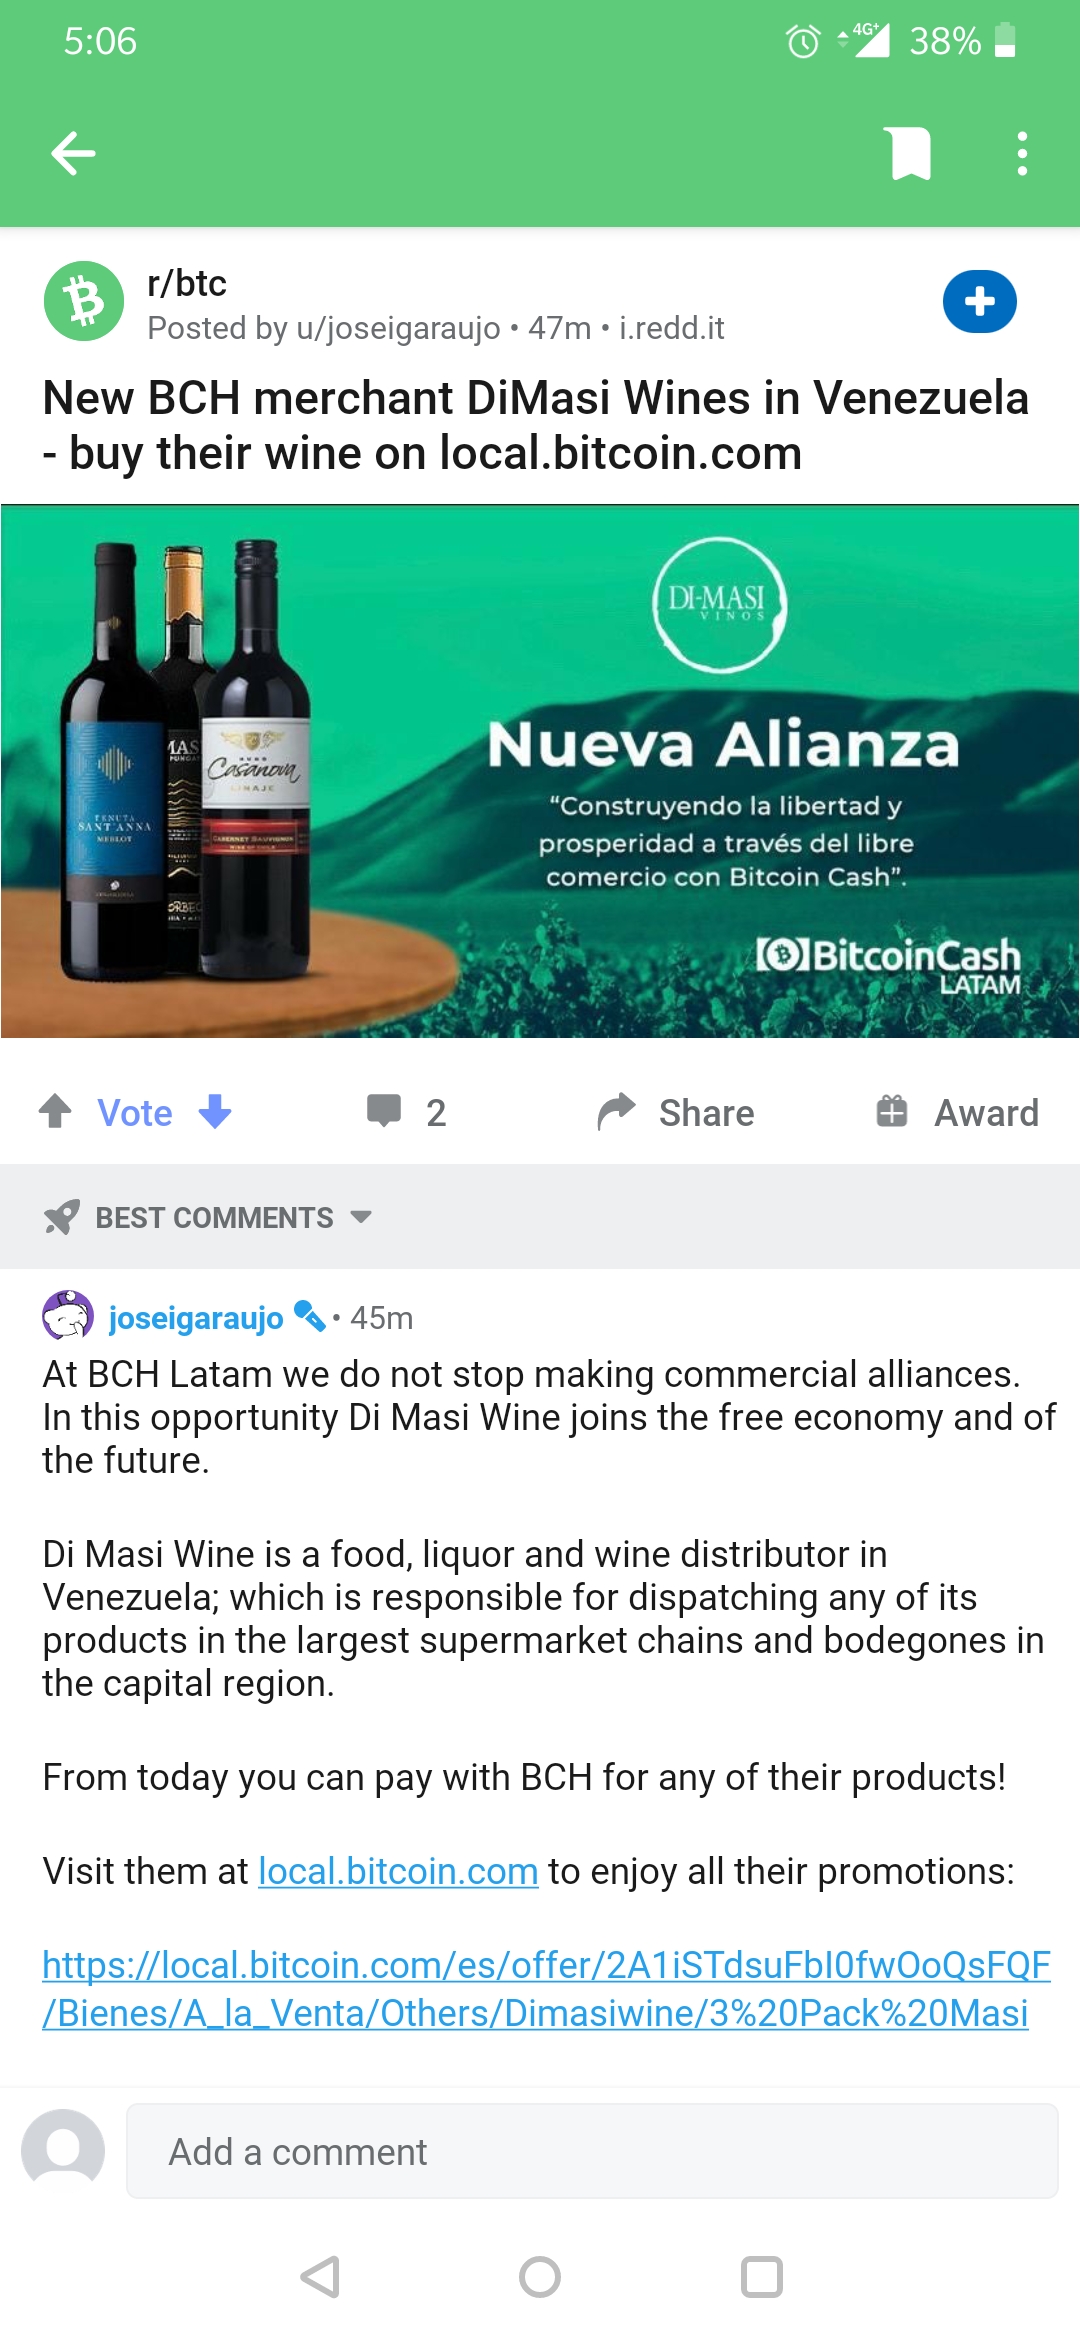 5:06
4G+ 38%
r/btc
Posted by u/joseigaraujo • 47m • i.redd.it
New BCH merchant DiMasi Wines in Venezuela
- buy their wine on local.bitcoin.com
DI-MASI
VINOS
Nueva Alianza
“Construyendo la libertad y
prosperidad a través del libre
comercio con Bitcoin Cash”.
BitcoinCash
LATAM
TENUTA
SANT'ANNA
MERLOT
MAS
Casanova
LINAJE
CABERNET SAUVIGNON
WINE OF CHILE
Vote
2
Share
Award
BEST COMMENTS
joseigaraujo • 45m
At BCH Latam we do not stop making commercial alliances.
In this opportunity Di Masi Wine joins the free economy and of
the future.
Di Masi Wine is a food, liquor and wine distributor in
Venezuela; which is responsible for dispatching any of its
products in the largest supermarket chains and bodegones in
the capital region.
From today you can pay with BCH for any of their products!
Visit them at local.bitcoin.com to enjoy all their promotions:
https://local.bitcoin.com/es/offer/2A1iSTdsuFbI0fwOoQsFQF
/Bienes/A_la_Venta/Others/Dimasiwine/3%20Pack%20Masi
Add a comment